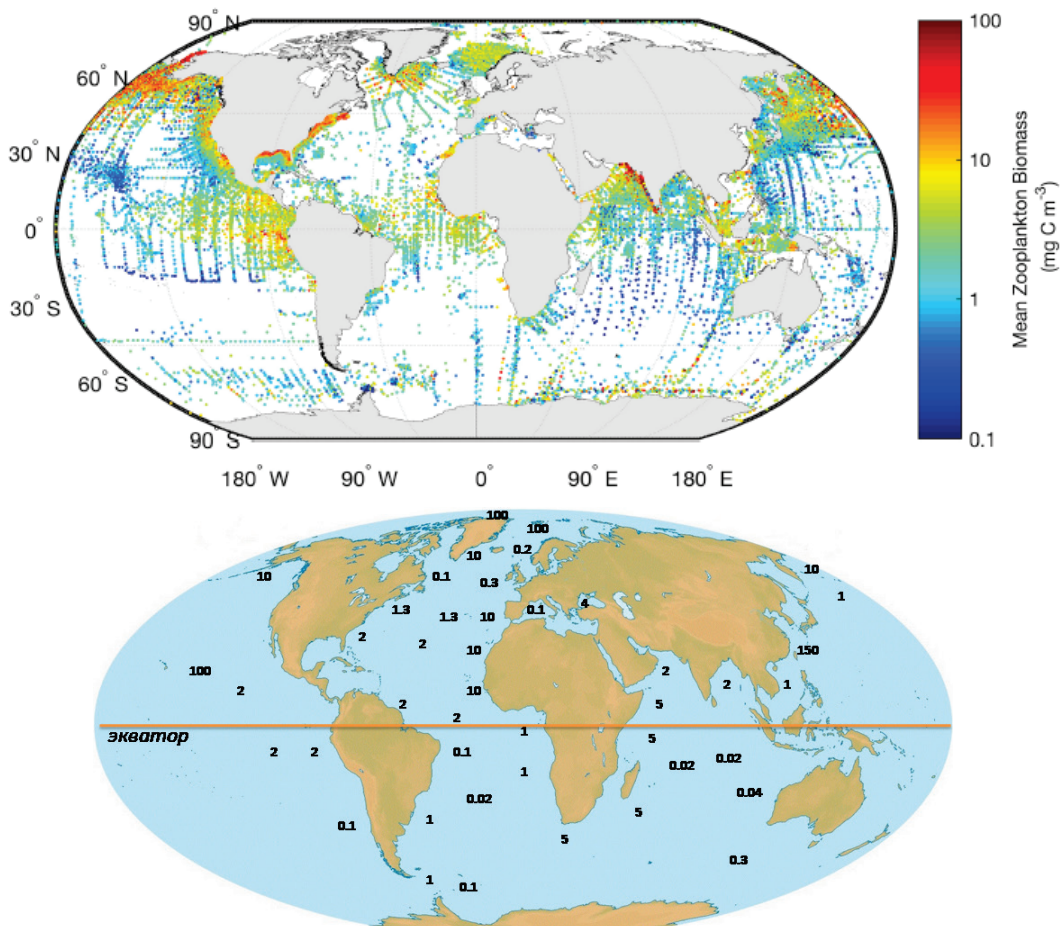 90° N
60° N
30° N
0°
30° S
60° S
90° S
180° W 90° W 0° 90° E 180° E
100
10
1
0.1
Mean Zooplankton Biomass
(mg C m-3)
100
100
0.2
10
10 0.1 0.3 10
1
1.3 1.3 10 0.1 4
2 2 10 150
100 2
2 10 2 1
2 5
2
экватор 1 5
2 2 0.1 0.02 0.02
1
0.02 0.04
0.1 1 5
5
0.3
1 0.1